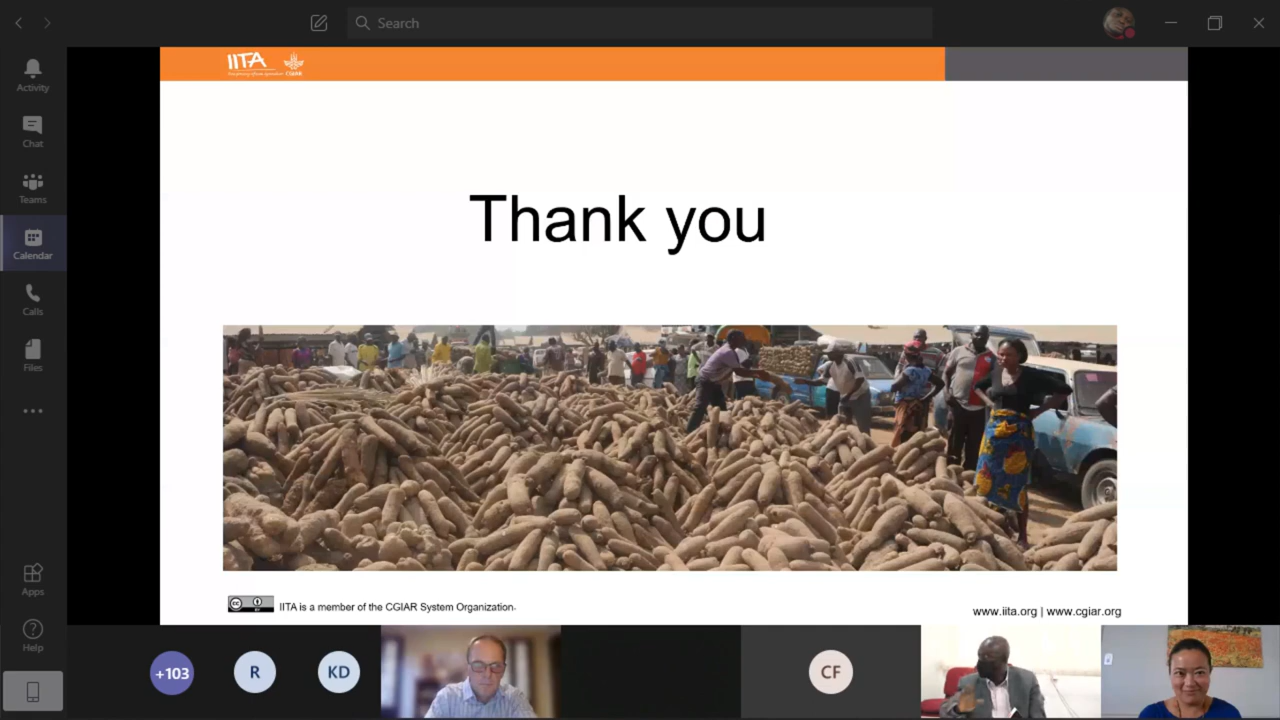 Search
Activity
Chat
Teams
Calendar
Calls
Files
Apps
Help
IITA
CGIAR
Thank you
IITA is a member of the CGIAR System Organization.
www.iita.org | www.cgiar.org
+103
R
KD
CF